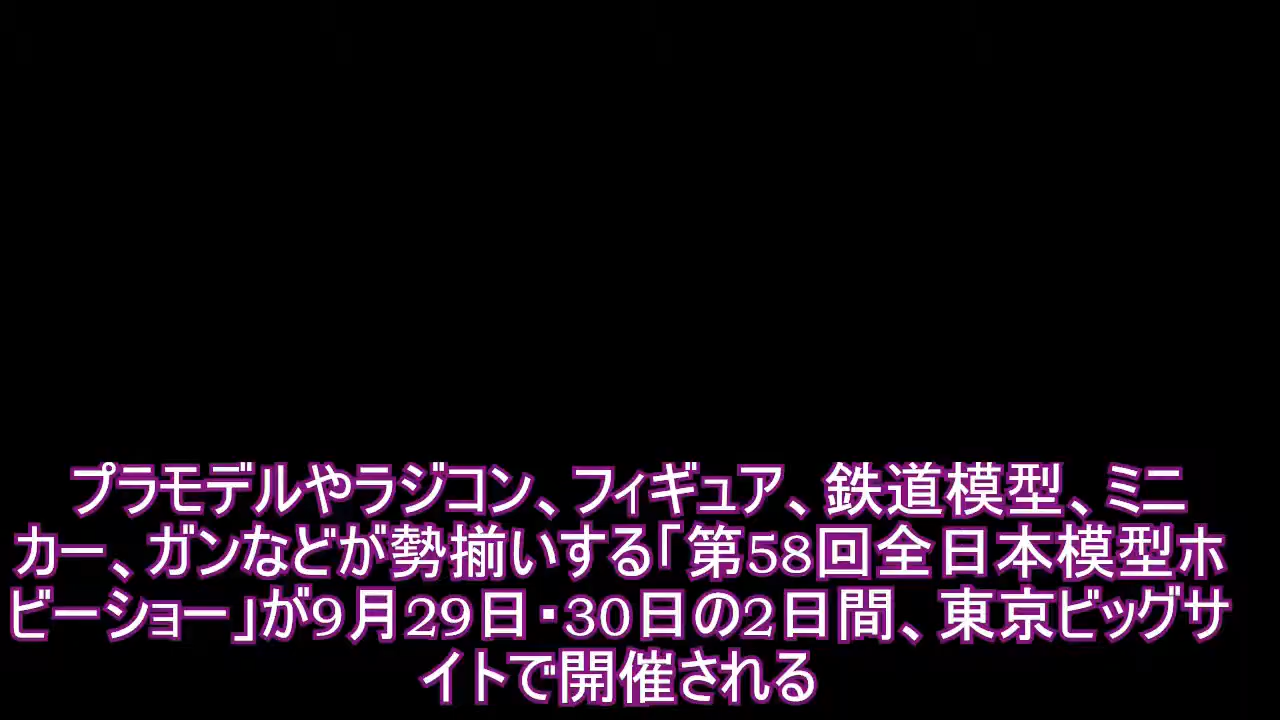 プラモデルやラジコン、フィギュア、鉄道模型、ミニ
カー、ガンなどが勢揃いする「第58回全日本模型ホ
ビーショー」が9月29日・30日の2日間、東京ビッグサ
イトで開催される